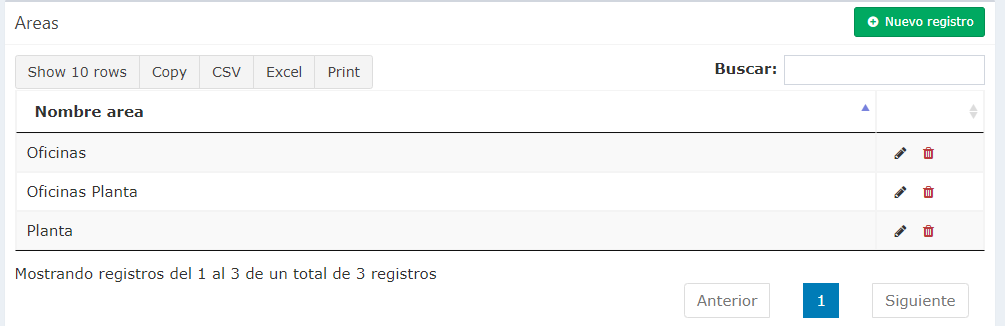 Areas
Nuevo registro
Show 10 rows Copy CSV Excel Print
Buscar:
Nombre area
Oficinas
Oficinas Planta
Planta
Mostrando registros del 1 al 3 de un total de 3 registros
Anterior 1 Siguiente